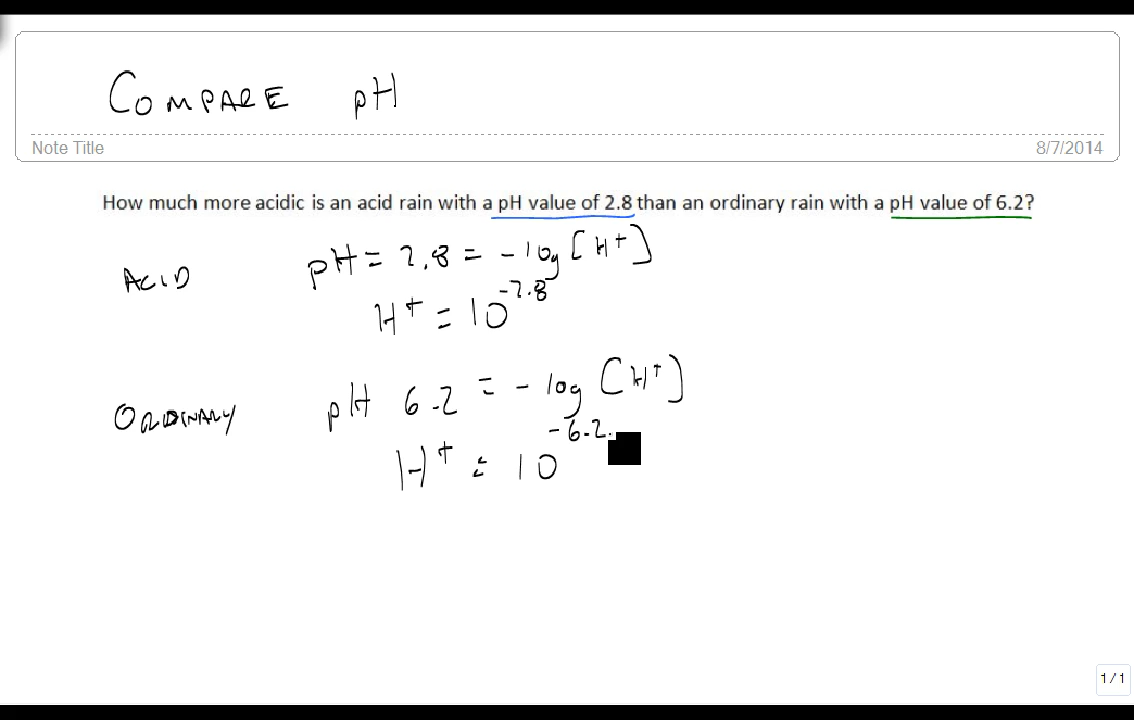 COMPARE pH
Note Title 8/7/2014
How much more acidic is an acid rain with a pH value of 2.8 than an ordinary rain with a pH value of 6.2?
ACID pH = 2.8 = -log [H+]
H+ = 10^-2.8
ORDINARY pH 6.2 = - log [H+]
H+ = 10^-6.2
1/1